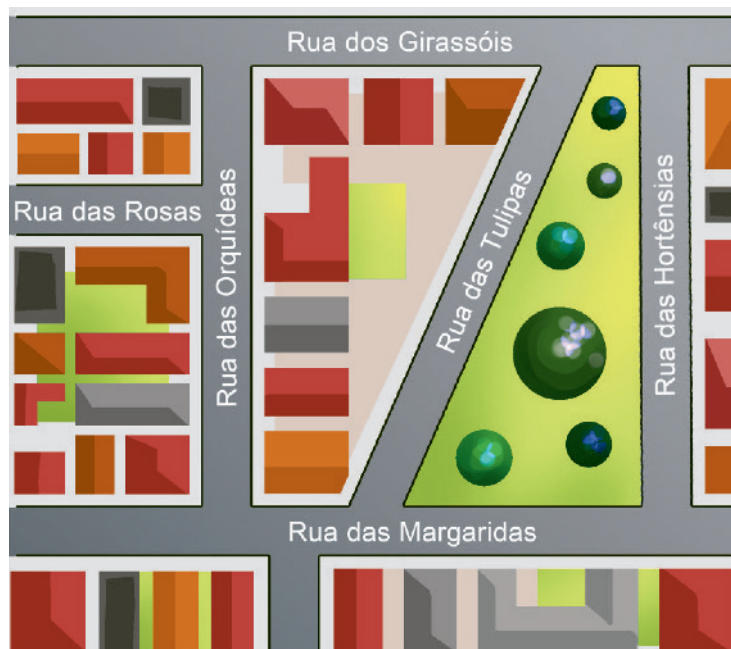 Rua dos Girassóis
Rua das Rosas
Rua das Orquídeas
Rua das Tulipas
Rua das Hortênsias
Rua das Margaridas